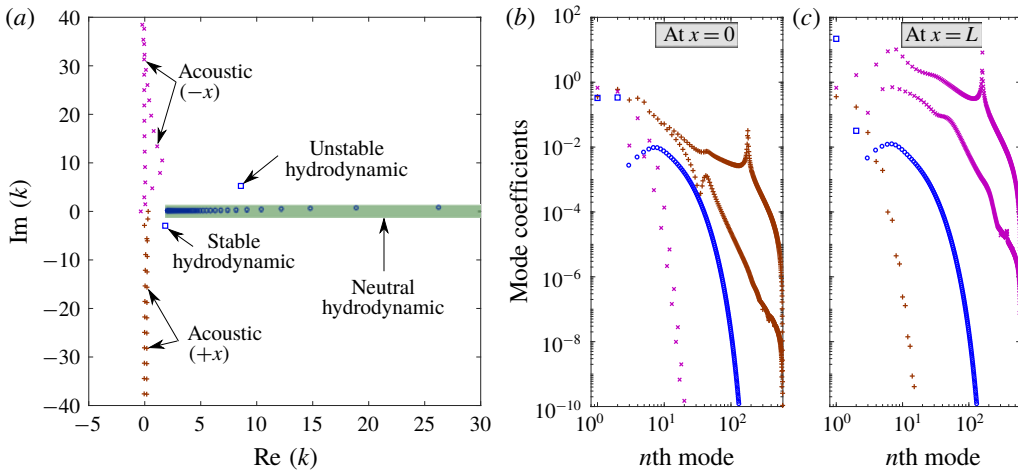 (a)
40
30
20
10
0
−10
−20
−30
−40
Im (k)
Acoustic
(−x)
Unstable
hydrodynamic
Stable
hydrodynamic
Neutral
hydrodynamic
Acoustic
(+x)
−5 0 5 10 15 20 25 30
Re (k)
(b)
At x = 0
10^2
10^0
10^−2
10^−4
10^−6
10^−8
10^−10
Mode coefficients
10^0 10^1 10^2
nth mode
(c)
At x = L
10^0 10^1 10^2
nth mode